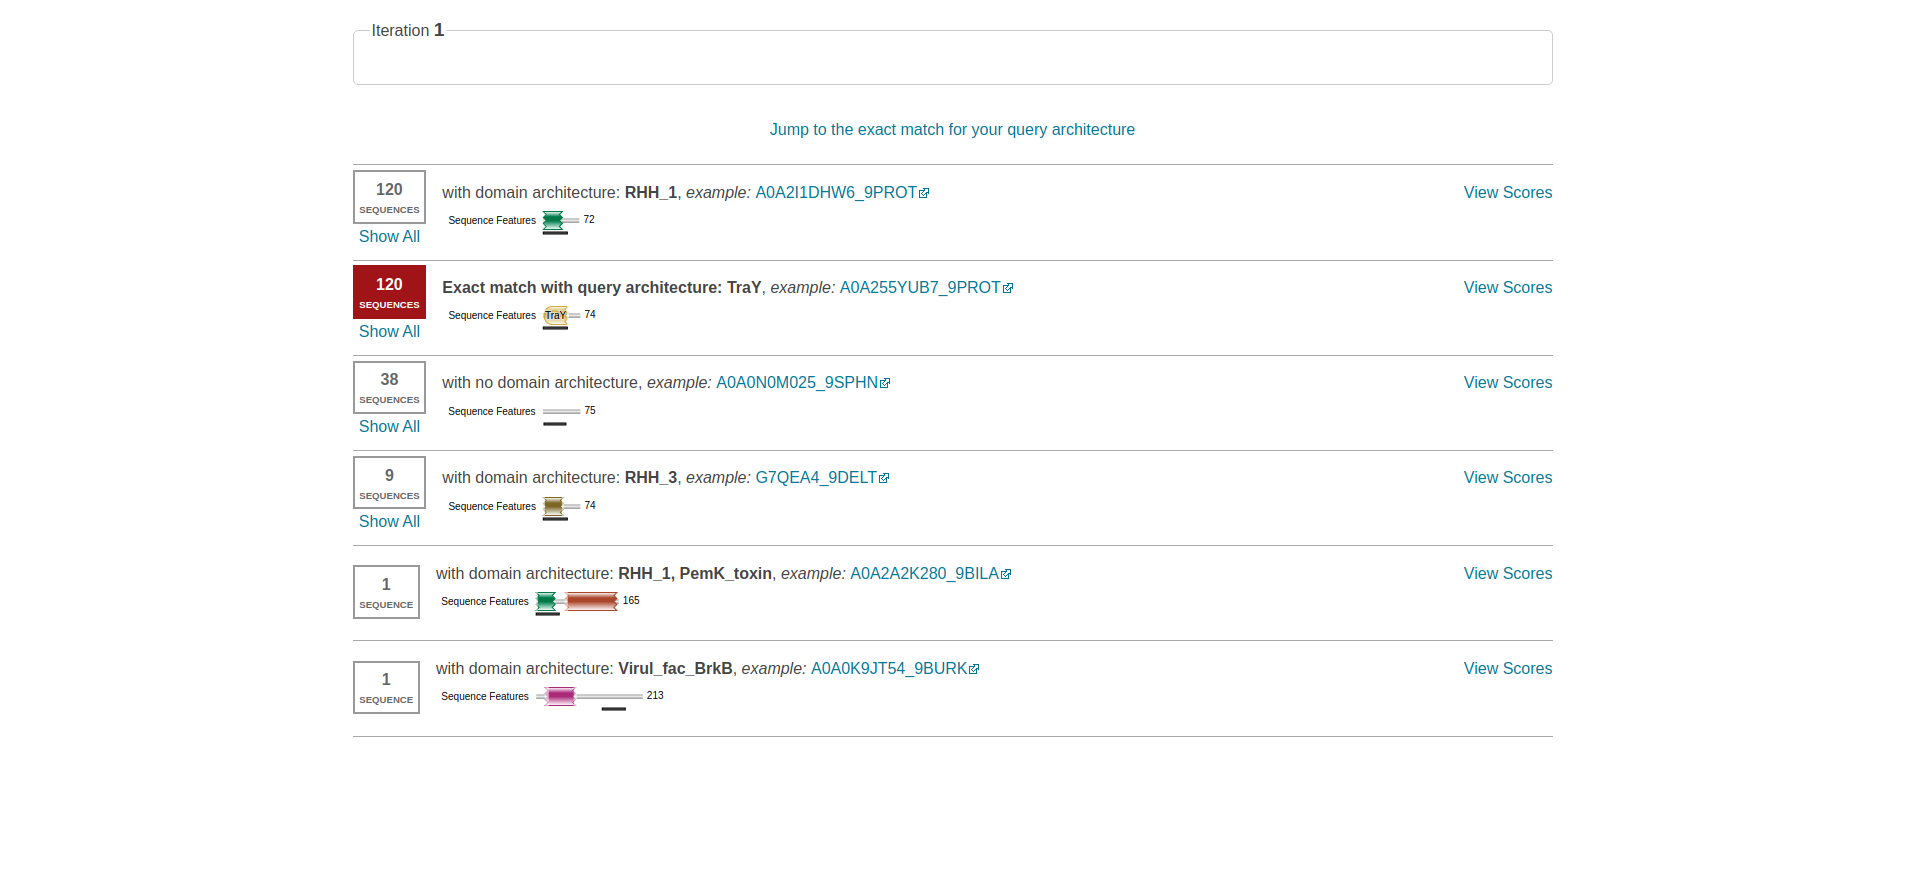 Iteration 1
Jump to the exact match for your query architecture
120
SEQUENCES
Show All
with domain architecture: RHH_1, example: A0A2I1DHW6_9PROT
View Scores
Sequence Features
72
120
SEQUENCES
Show All
Exact match with query architecture: TraY, example: A0A255YUB7_9PROT
View Scores
Sequence Features
TraY
74
38
SEQUENCES
Show All
with no domain architecture, example: A0A0N0M025_9SPHN
View Scores
Sequence Features
75
9
SEQUENCES
Show All
with domain architecture: RHH_3, example: G7QEA4_9DELT
View Scores
Sequence Features
74
1
SEQUENCE
with domain architecture: RHH_1, PemK_toxin, example: A0A2A2K280_9BILA
View Scores
Sequence Features
165
1
SEQUENCE
with domain architecture: Virul_fac_BrkB, example: A0A0K9JT54_9BURK
View Scores
Sequence Features
213